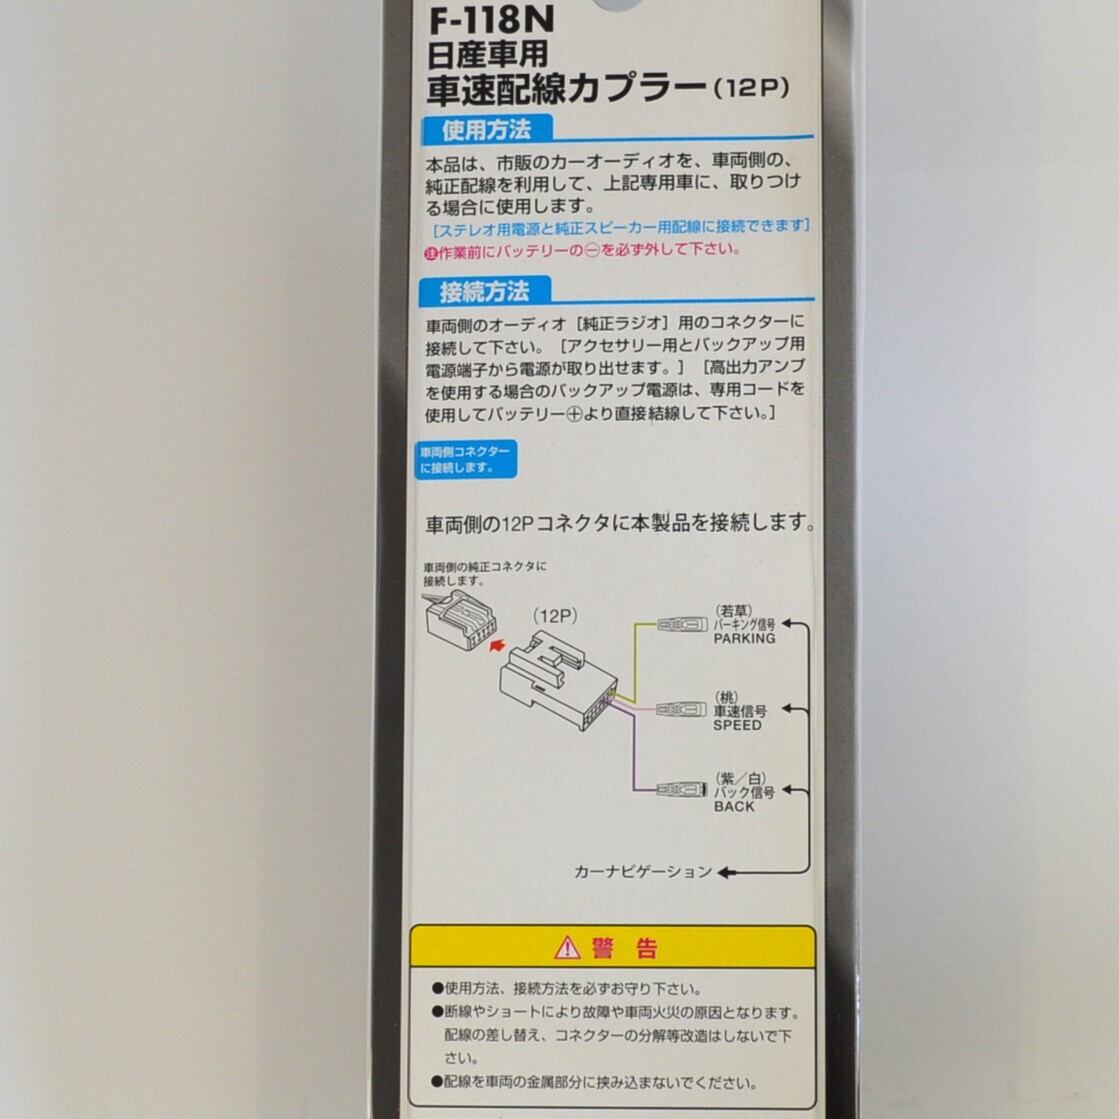 F-118N
日産車用
車速配線カプラー(12P)
使用方法
本品は、市販のカーオーディオを、車両側の、
純正配線を利用して、上記専用車に、取りつけ
る場合に使用します。
[ステレオ用電源と純正スピーカー用配線に接続できます]
㊟作業前にバッテリーの㊀を必ず外して下さい。
接続方法
車両側のオーディオ[純正ラジオ]用のコネクターに
接続して下さい。[アクセサリー用とバックアップ用
電源端子から電源が取り出せます。][高出力アンプ
を使用する場合のバックアップ電源は、専用コードを
使用してバッテリー⊕より直接結線して下さい。]
車両側コネクター
に接続します。
車両側の12Pコネクタに本製品を接続します。
車両側の純正コネクタに
接続します。
(12P)
(若草)
パーキング信号
PARKING
(桃)
車速信号
SPEED
(紫/白)
バック信号
BACK
カーナビゲーション
警告
●使用方法、接続方法を必ずお守り下さい。
●断線やショートにより故障や車両火災の原因となります。
配線の差し替え、コネクターの分解等改造はしないで下
さい。
●配線を車両の金属部分に挟み込まないでください。